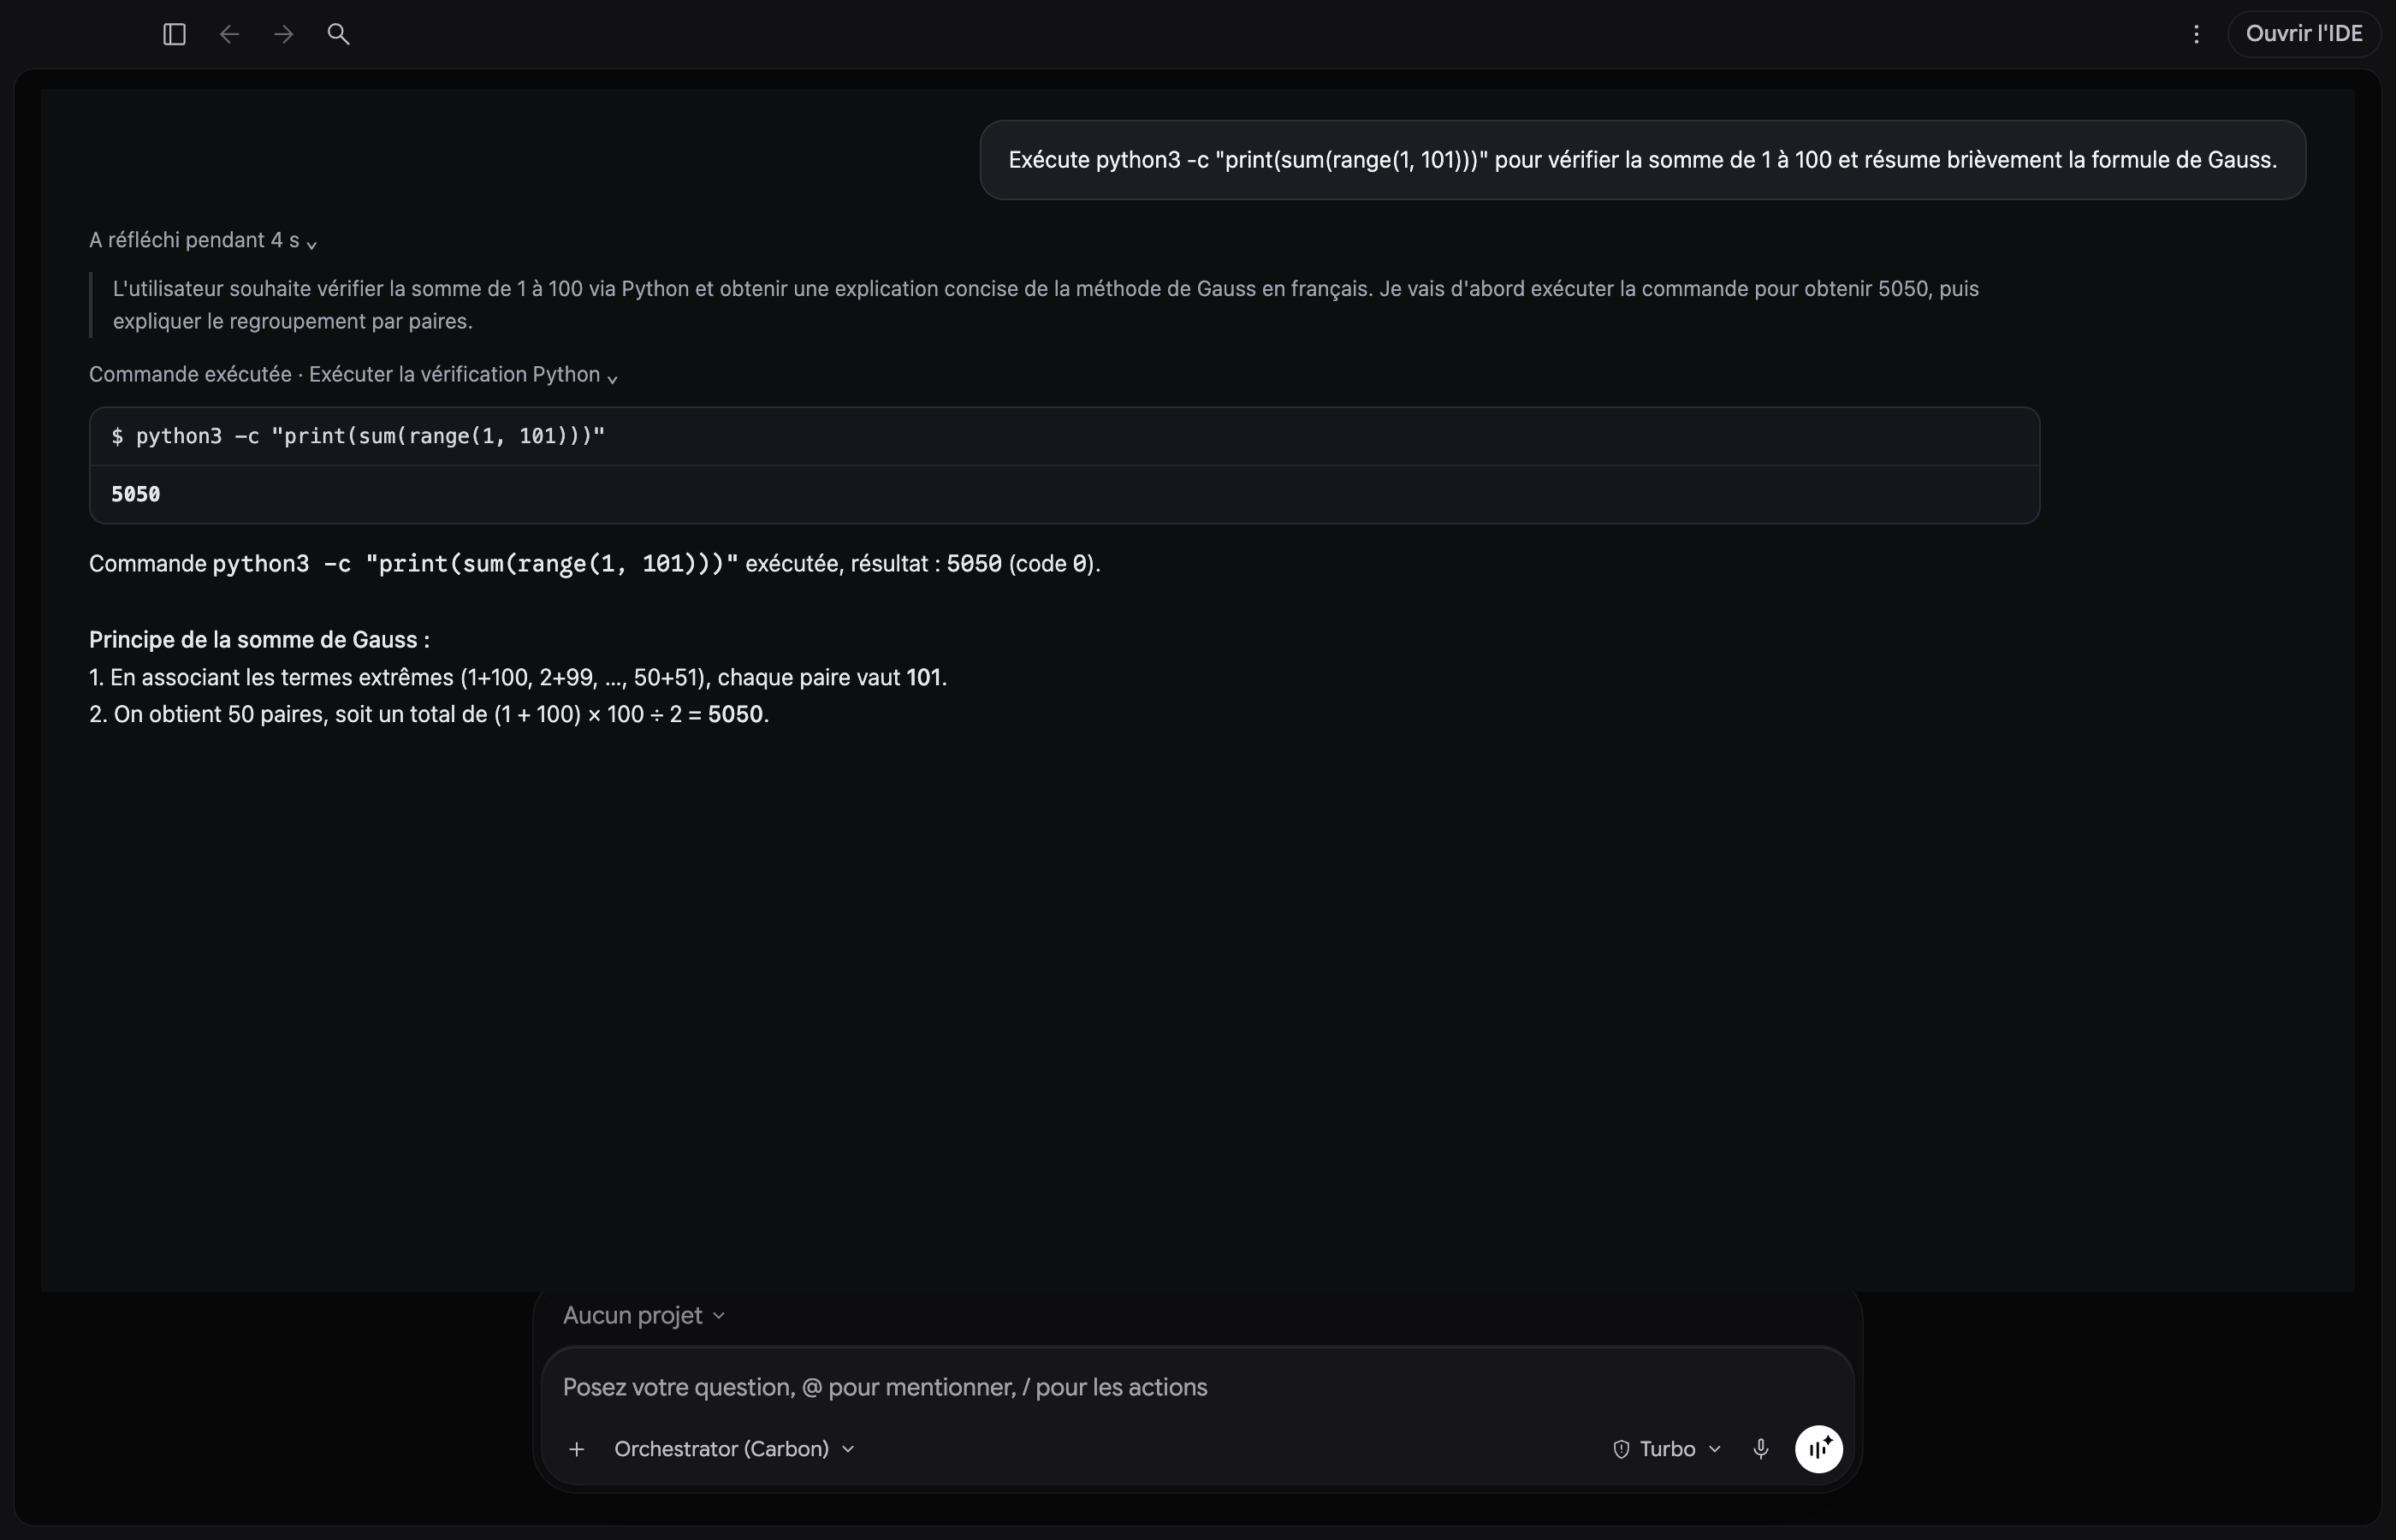 Ouvrir l'IDE
Exécute python3 -c "print(sum(range(1, 101)))" pour vérifier la somme de 1 à 100 et résume brièvement la formule de Gauss.
A réfléchi pendant 4 s
L'utilisateur souhaite vérifier la somme de 1 à 100 via Python et obtenir une explication concise de la méthode de Gauss en français. Je vais d'abord exécuter la commande pour obtenir 5050, puis
expliquer le regroupement par paires.
Commande exécutée · Exécuter la vérification Python
$ python3 -c "print(sum(range(1, 101)))"
5050
Commande python3 -c "print(sum(range(1, 101)))" exécutée, résultat : 5050 (code 0).
Principe de la somme de Gauss :
1. En associant les termes extrêmes (1+100, 2+99, ..., 50+51), chaque paire vaut 101.
2. On obtient 50 paires, soit un total de (1 + 100) × 100 ÷ 2 = 5050.
Aucun projet
Posez votre question, @ pour mentionner, / pour les actions
Orchestrator (Carbon)
Turbo